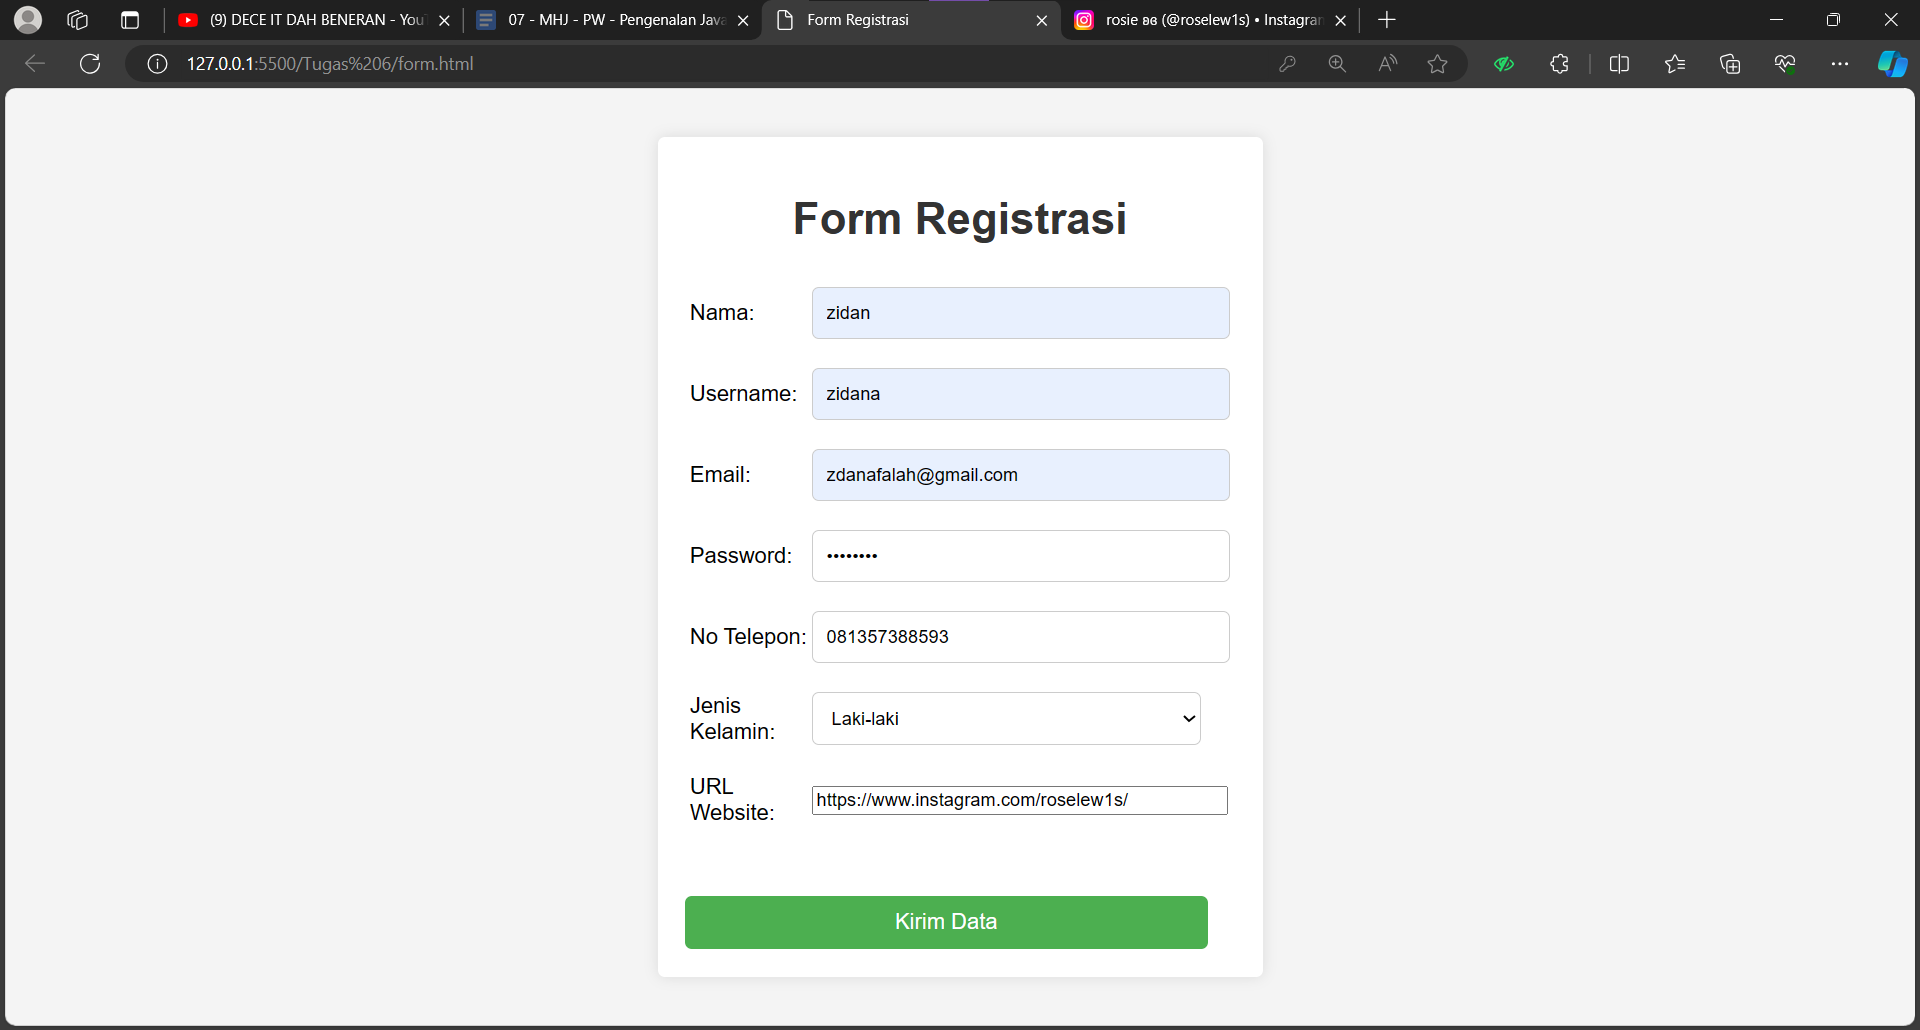 (9) DECE IT DAH BENERAN - You
07 - MHJ - PW - Pengenalan Java
Form Registrasi
rosie ʚɞ (@roselew1s) • Instagram
127.0.0.1:5500/Tugas%206/form.html
Form Registrasi
Nama: zidan
Username: zidana
Email: zdanafalah@gmail.com
Password: ••••••••
No Telepon: 081357388593
Jenis
Kelamin: Laki-laki
URL
Website: https://www.instagram.com/roselew1s/
Kirim Data